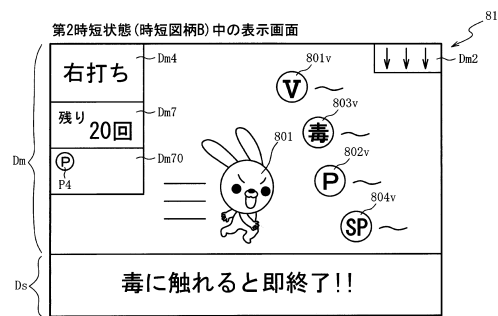 第2時短状態(時短図柄B)中の表示画面
81
右打ち
Dm4
801v
V
Dm2
残り
20回
Dm7
803v
毒
Dm
P
P4
Dm70
801
802v
P
804v
SP
Ds
毒に触れると即終了!!